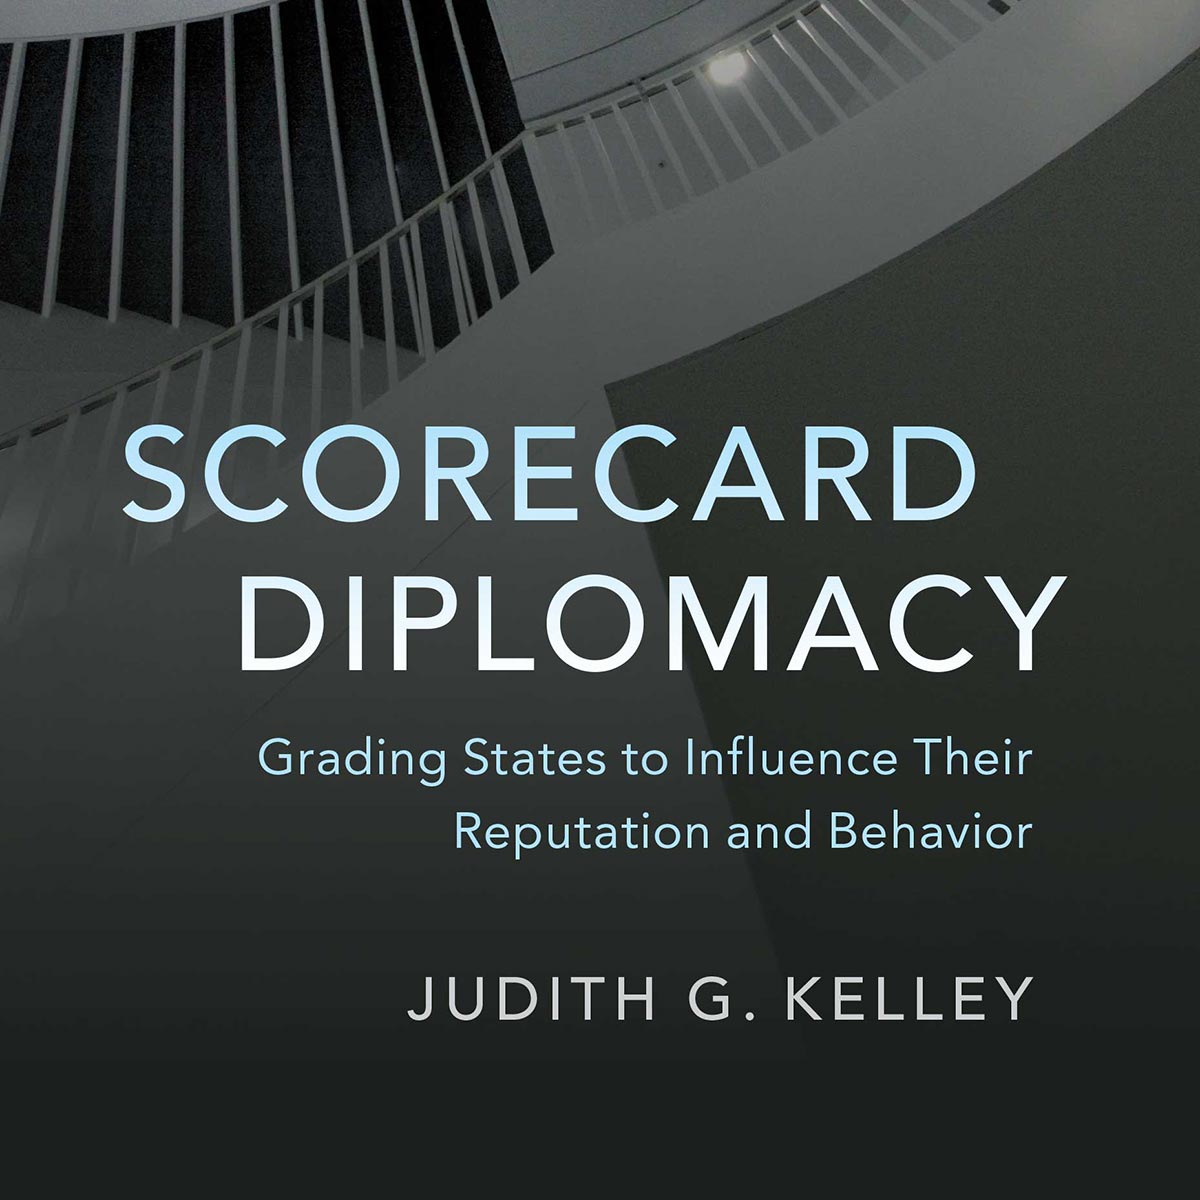 SCORECARD
DIPLOMACY
Grading States to Influence Their
Reputation and Behavior
JUDITH G. KELLEY